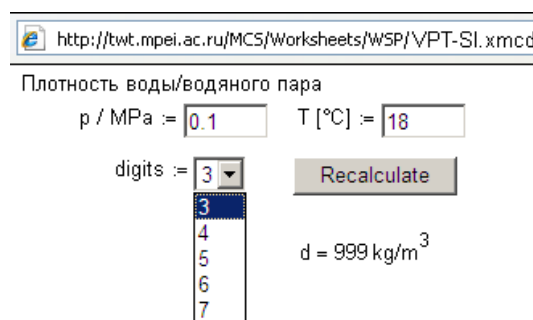 http://twt.mpei.ac.ru/MCS/Worksheets/WSP/VPT-SI.xmcd
Плотность воды/водяного пара
p / MPa := 0.1 T [°C] := 18
digits := 3 Recalculate
3
4
5 d = 999 kg/m³
6
7